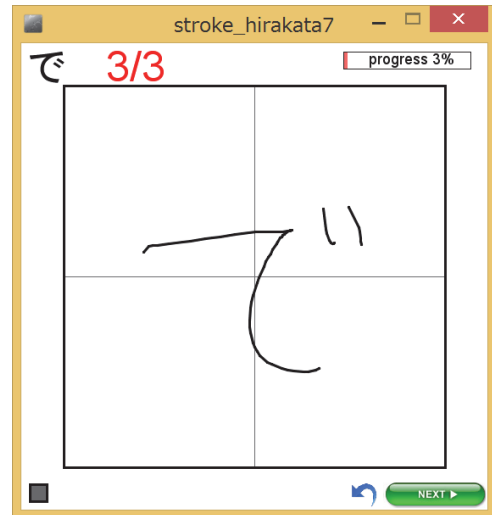 stroke_hirakata7
で 3/3 progress 3%
で
NEXT